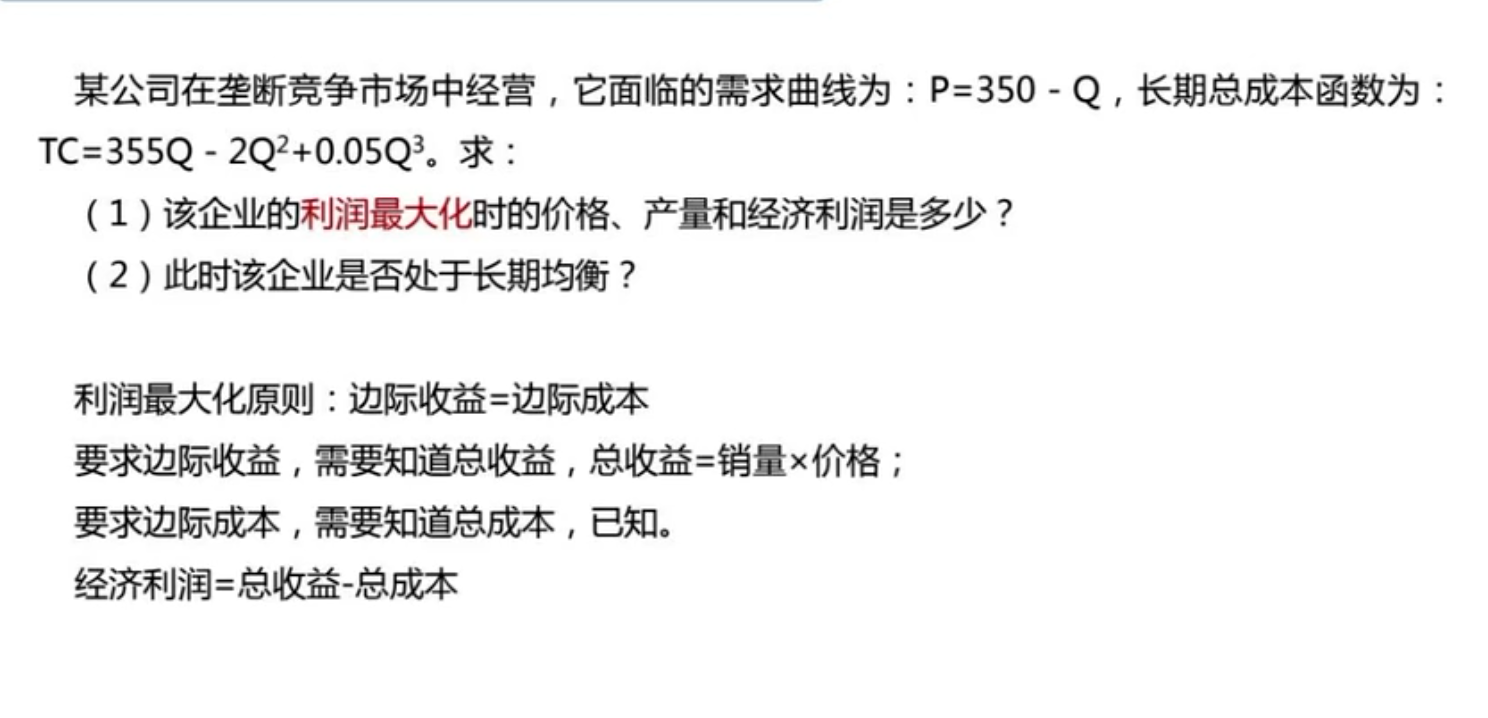 某公司在垄断竞争市场中经营，它面临的需求曲线为：P=350 - Q，长期总成本函数为：
TC=355Q - 2Q²+0.05Q³。求：
（1）该企业的利润最大化时的价格、产量和经济利润是多少？
（2）此时该企业是否处于长期均衡？
利润最大化原则：边际收益=边际成本
要求边际收益，需要知道总收益，总收益=销量×价格；
要求边际成本，需要知道总成本，已知。
经济利润=总收益-总成本